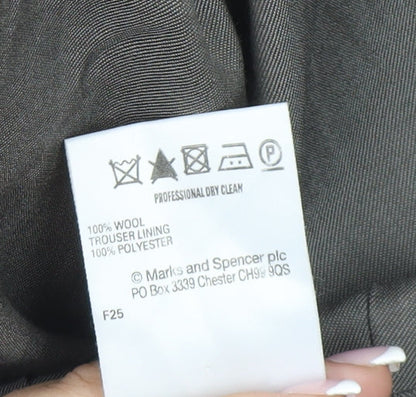 P
PROFESSIONAL DRY CLEAN
100% WOOL
TROUSER LINING
100% POLYESTER
© Marks and Spencer plc
PO Box 3339 Chester CH99 9QS
F25